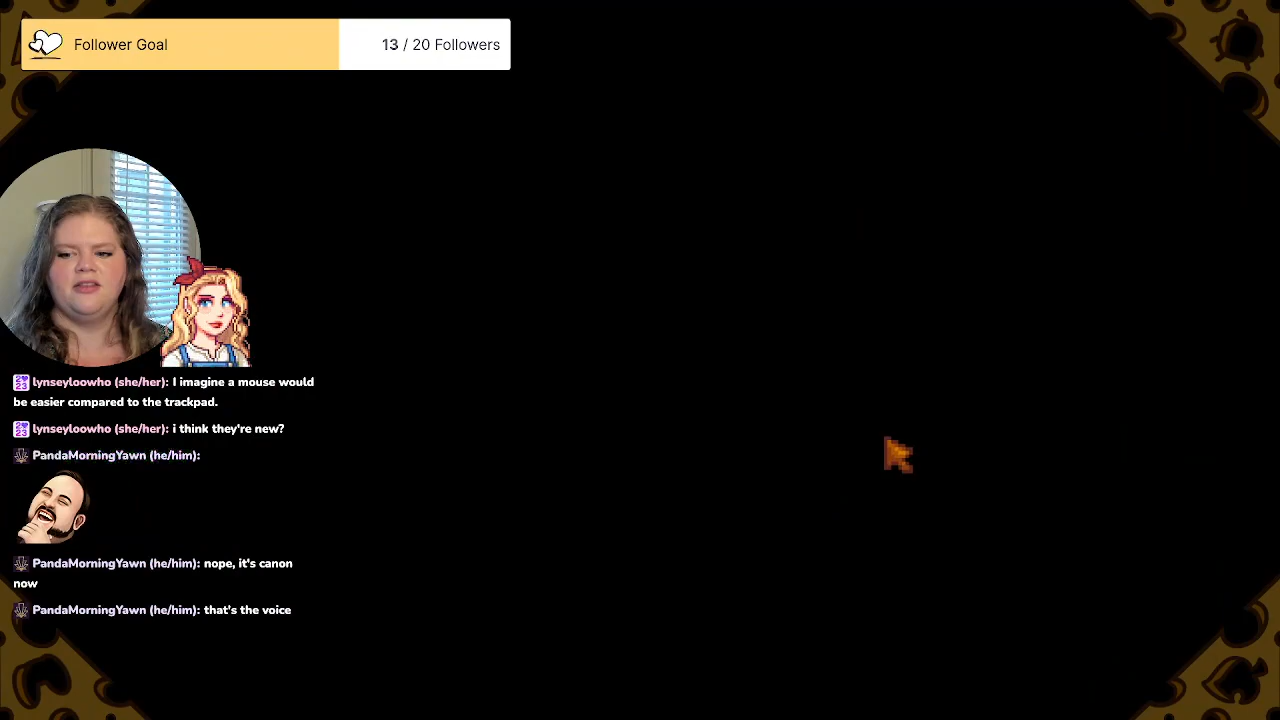 Follower Goal 13 / 20 Followers
lynseyloowho (she/her): I imagine a mouse would
be easier compared to the trackpad.
lynseyloowho (she/her): i think they're new?
PandaMorningYawn (he/him):
PandaMorningYawn (he/him): nope, it's canon
now
PandaMorningYawn (he/him): that's the voice